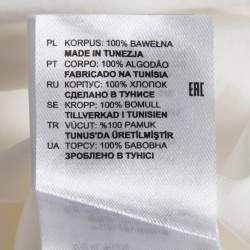 PL KORPUS: 100% BAWEŁNA
MADE IN TUNEZJA
PT CORPO: 100% ALGODÃO
FABRICADO NA TUNÍSIA
RU КОРПУС: 100% ХЛОПОК
СДЕЛАНО В ТУНИСЕ
SE KROPP: 100% BOMULL
TILLVERKAD I TUNISIEN
TR VÜCUT: %100 PAMUK
TUNUS'DA ÜRETİLMİŞTİR
UA ТОРСУ: 100% БАВОВНА
ЗРОБЛЕНО В ТУНІСІ
EAC